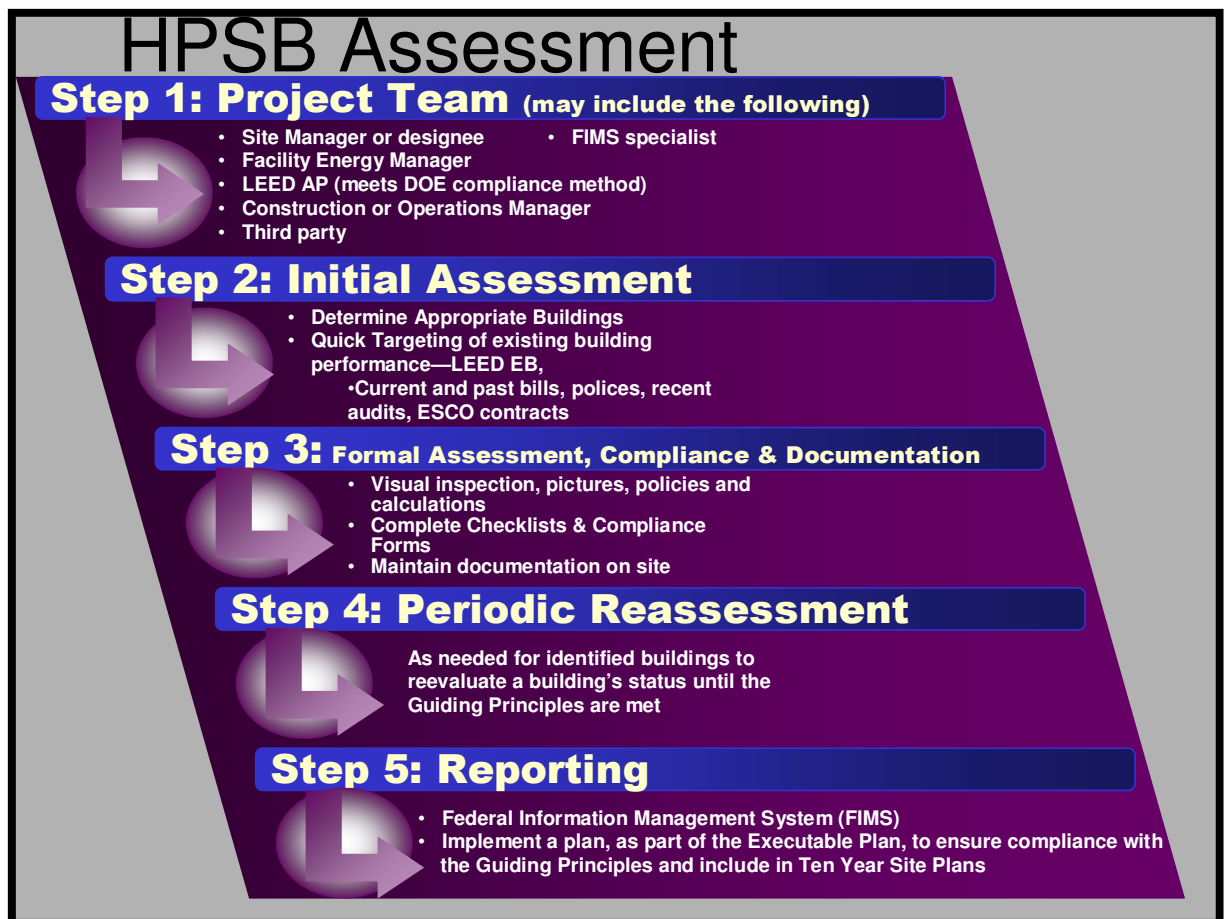 HPSB Assessment
Step 1: Project Team (may include the following)
• Site Manager or designee • FIMS specialist
• Facility Energy Manager
• LEED AP (meets DOE compliance method)
• Construction or Operations Manager
• Third party
Step 2: Initial Assessment
• Determine Appropriate Buildings
• Quick Targeting of existing building
performance—LEED EB,
•Current and past bills, polices, recent
audits, ESCO contracts
Step 3: Formal Assessment, Compliance & Documentation
• Visual inspection, pictures, policies and
calculations
• Complete Checklists & Compliance
Forms
• Maintain documentation on site
Step 4: Periodic Reassessment
As needed for identified buildings to
reevaluate a building’s status until the
Guiding Principles are met
Step 5: Reporting
• Federal Information Management System (FIMS)
• Implement a plan, as part of the Executable Plan, to ensure compliance with
the Guiding Principles and include in Ten Year Site Plans